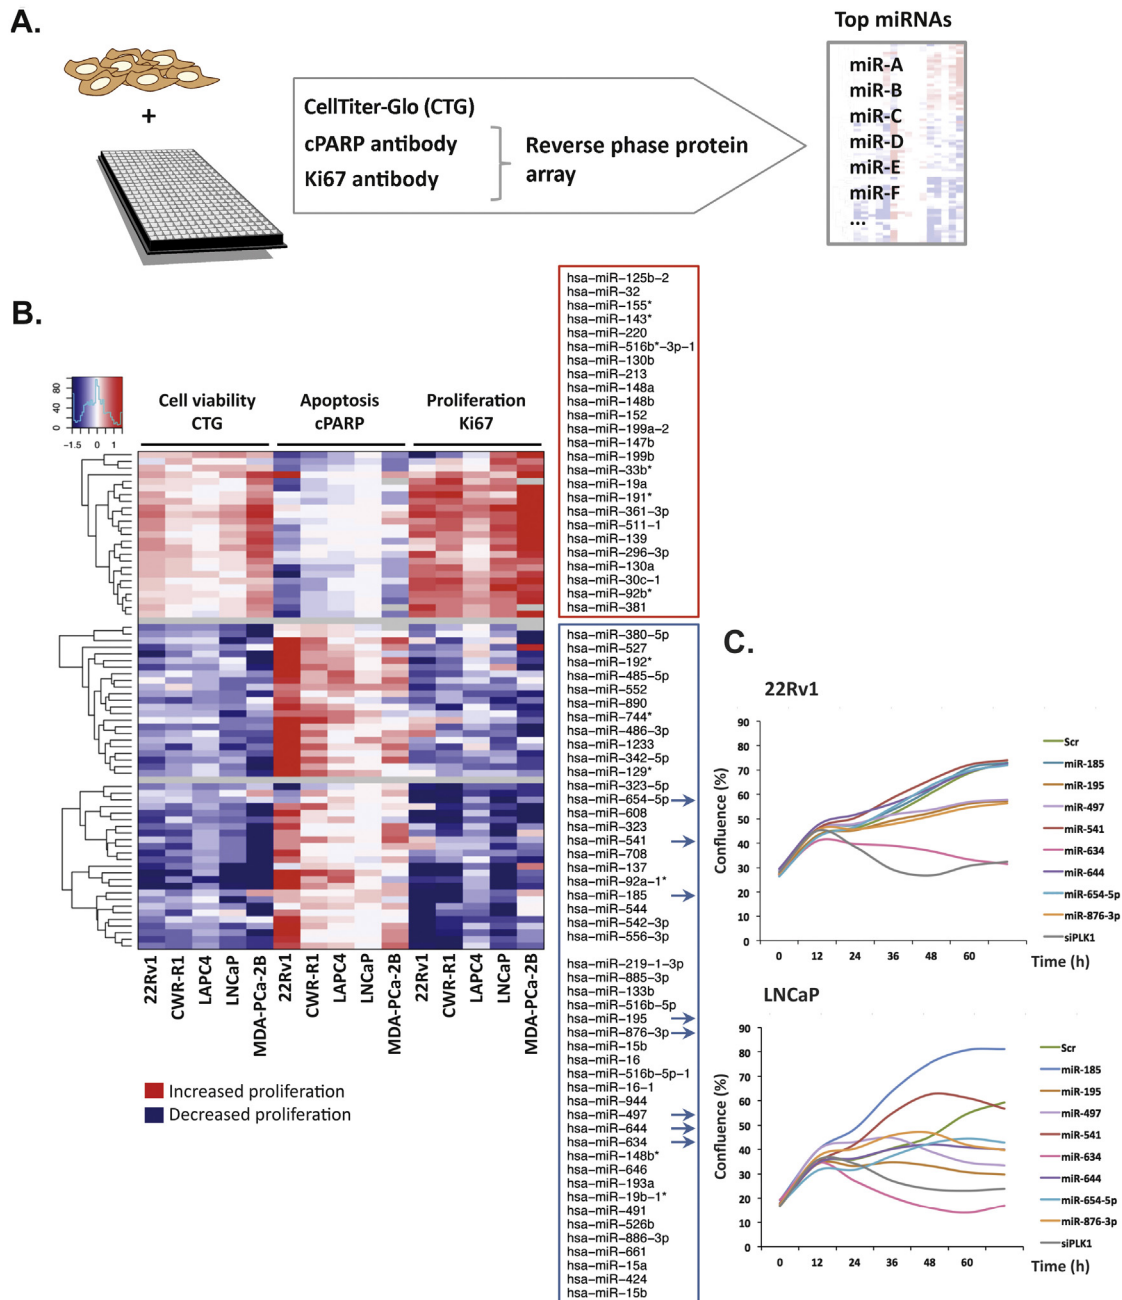 A.
Top miRNAs
miR-A
miR-B
miR-C
miR-D
miR-E
miR-F
...
+
CellTiter-Glo (CTG)
cPARP antibody
Ki67 antibody
Reverse phase protein
array
B.
80
40
0
-1.5 0 1
Cell viability
CTG
Apoptosis
cPARP
Proliferation
Ki67
22Rv1
CWR-R1
LAPC4
LNCaP
MDA-PCa-2B
22Rv1
CWR-R1
LAPC4
LNCaP
MDA-PCa-2B
22Rv1
CWR-R1
LAPC4
LNCaP
MDA-PCa-2B
Increased proliferation
Decreased proliferation
hsa-miR-125b-2
hsa-miR-32
hsa-miR-155*
hsa-miR-143*
hsa-miR-220
hsa-miR-516b*-3p-1
hsa-miR-130b
hsa-miR-213
hsa-miR-148a
hsa-miR-148b
hsa-miR-152
hsa-miR-199a-2
hsa-miR-147b
hsa-miR-199b
hsa-miR-33b*
hsa-miR-19a
hsa-miR-191*
hsa-miR-361-3p
hsa-miR-511-1
hsa-miR-139
hsa-miR-296-3p
hsa-miR-130a
hsa-miR-30c-1
hsa-miR-92b*
hsa-miR-381
hsa-miR-380-5p
hsa-miR-527
hsa-miR-192*
hsa-miR-485-5p
hsa-miR-552
hsa-miR-890
hsa-miR-744*
hsa-miR-486-3p
hsa-miR-1233
hsa-miR-342-5p
hsa-miR-129*
hsa-miR-323-5p
hsa-miR-654-5p
hsa-miR-608
hsa-miR-323
hsa-miR-541
hsa-miR-708
hsa-miR-137
hsa-miR-92a-1*
hsa-miR-185
hsa-miR-544
hsa-miR-542-3p
hsa-miR-556-3p
hsa-miR-219-1-3p
hsa-miR-885-3p
hsa-miR-133b
hsa-miR-516b-5p
hsa-miR-195
hsa-miR-876-3p
hsa-miR-15b
hsa-miR-16
hsa-miR-516b-5p-1
hsa-miR-16-1
hsa-miR-944
hsa-miR-497
hsa-miR-644
hsa-miR-634
hsa-miR-148b*
hsa-miR-646
hsa-miR-193a
hsa-miR-19b-1*
hsa-miR-491
hsa-miR-526b
hsa-miR-886-3p
hsa-miR-661
hsa-miR-15a
hsa-miR-424
hsa-miR-15b
C.
22Rv1
Confluence (%)
90
80
70
60
50
40
30
20
10
0
0 12 24 36 48 60
Time (h)
Scr
miR-185
miR-195
miR-497
miR-541
miR-634
miR-644
miR-654-5p
miR-876-3p
siPLK1
LNCaP
Confluence (%)
90
80
70
60
50
40
30
20
10
0
0 12 24 36 48 60
Time (h)
Scr
miR-185
miR-195
miR-497
miR-541
miR-634
miR-644
miR-654-5p
miR-876-3p
siPLK1